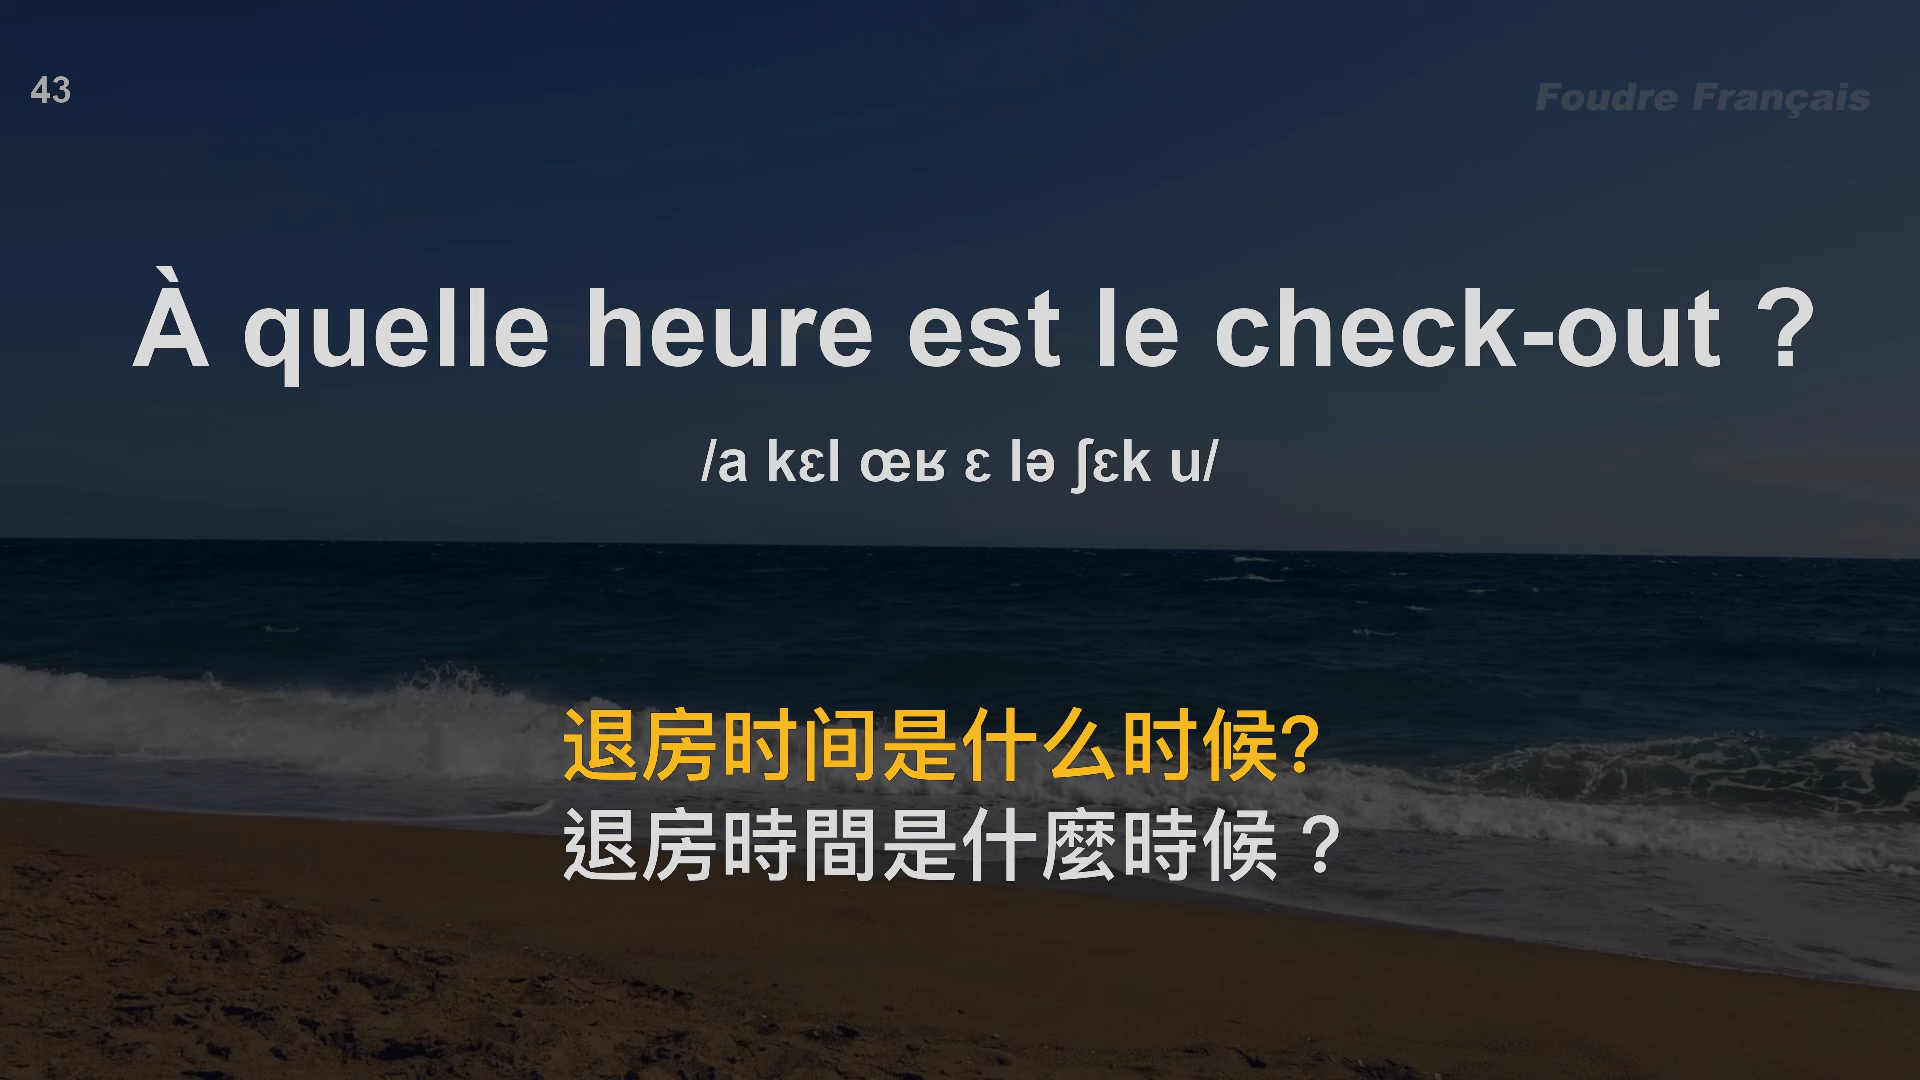 43
Foudre Français
À quelle heure est le check-out ?
/a kɛl œʁ ɛ lə ʃɛk u/
退房时间是什么时候?
退房時間是什麼時候？